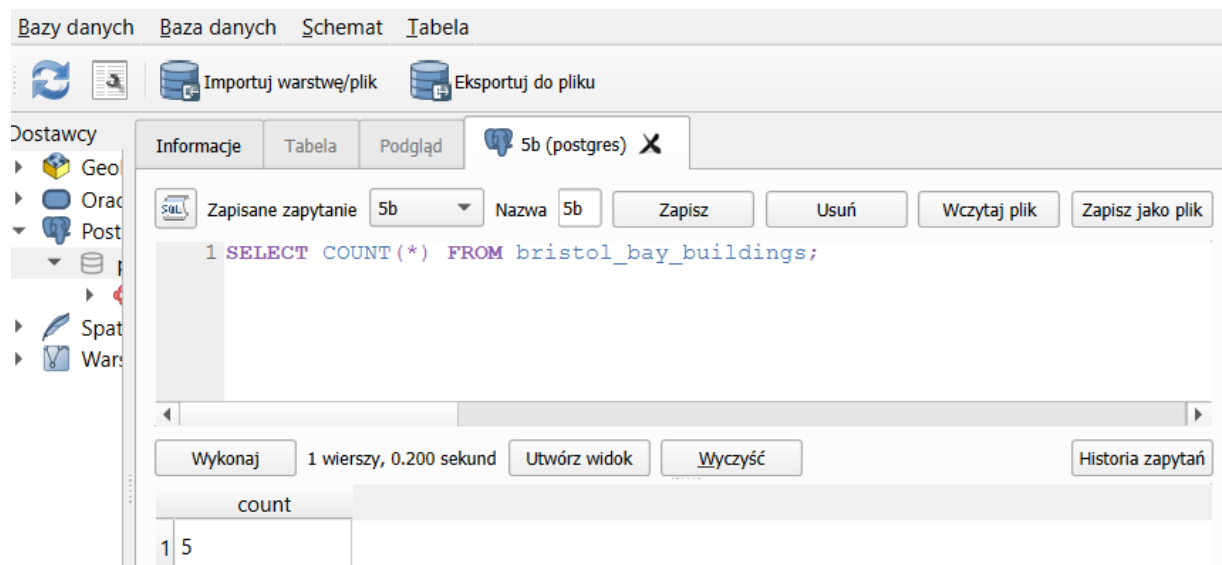 Bazy danych Baza danych Schemat Tabela
Importuj warstwę/plik Eksportuj do pliku
Dostawcy
Informacje Tabela Podgląd 5b (postgres)
Geol
Orac
Post
p
Spat
Wars
SQL Zapisane zapytanie 5b Nazwa 5b Zapisz Usuń Wczytaj plik Zapisz jako plik
1 SELECT COUNT(*) FROM bristol_bay_buildings;
Wykonaj 1 wierszy, 0.200 sekund Utwórz widok Wyczyść Historia zapytań
count
1 5